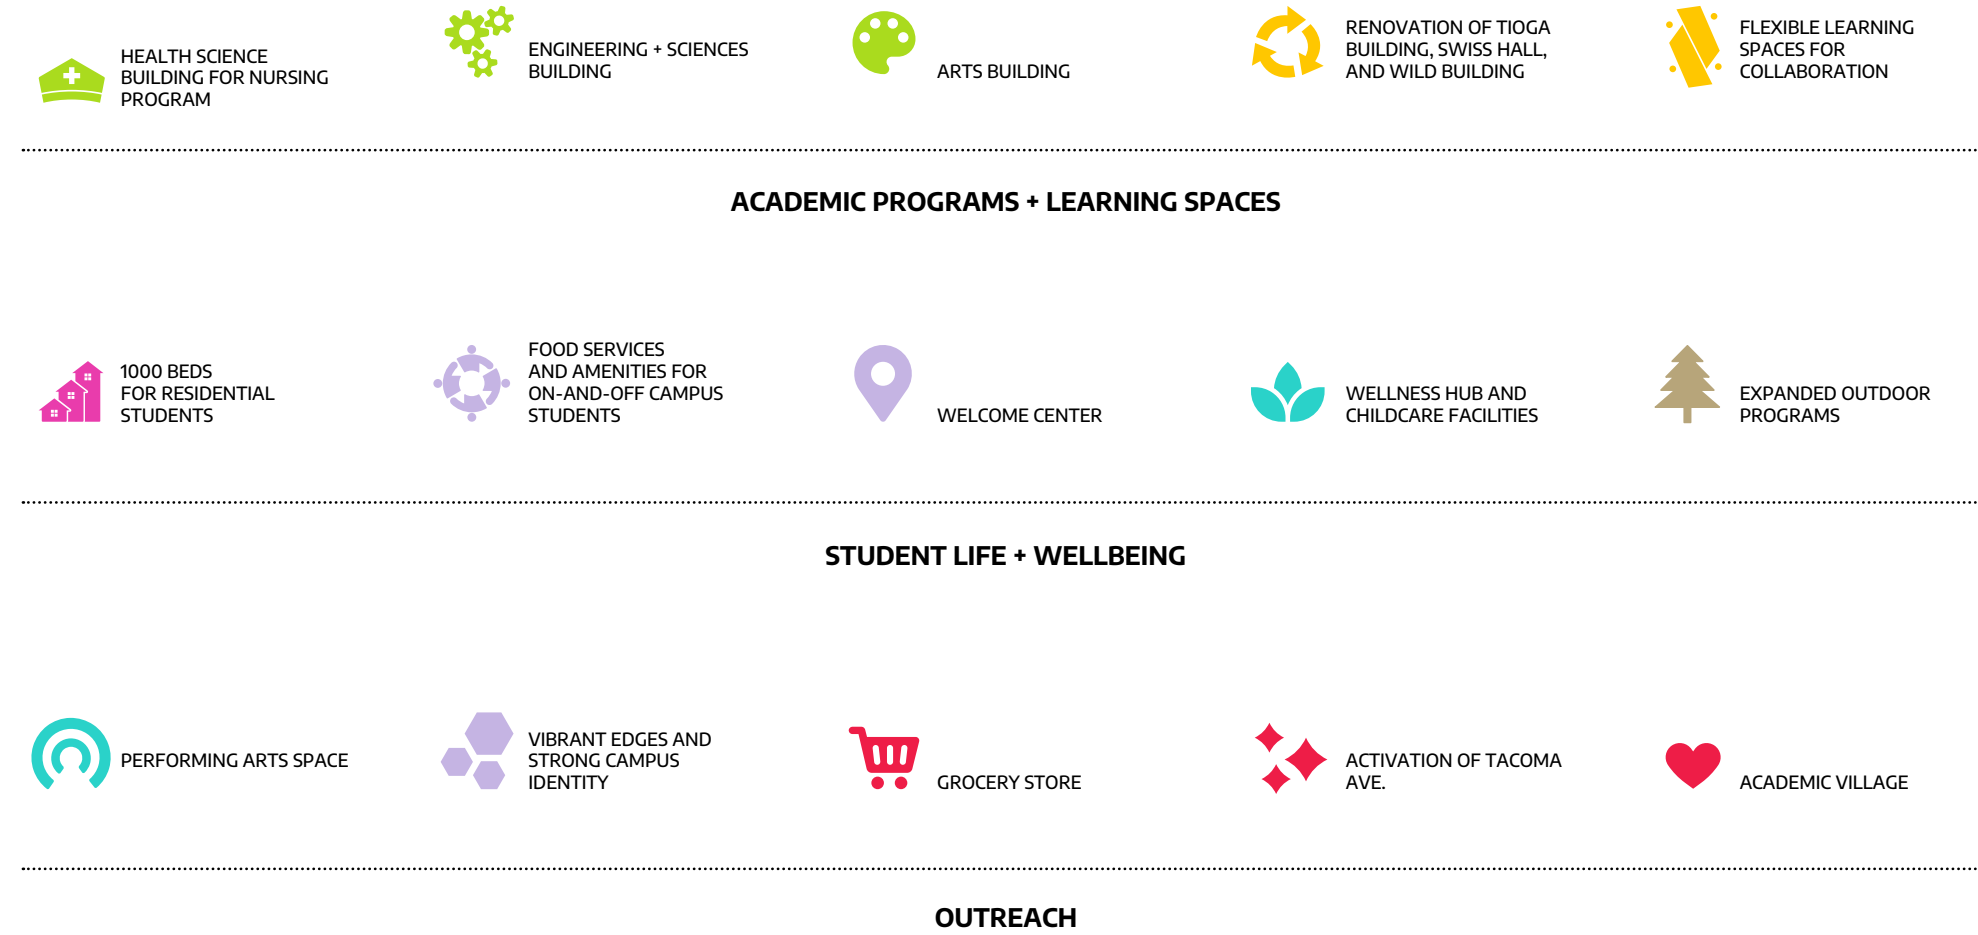 HEALTH SCIENCE
BUILDING FOR NURSING
PROGRAM
ENGINEERING + SCIENCES
BUILDING
ARTS BUILDING
RENOVATION OF TIOGA
BUILDING, SWISS HALL,
AND WILD BUILDING
FLEXIBLE LEARNING
SPACES FOR
COLLABORATION
ACADEMIC PROGRAMS + LEARNING SPACES
1000 BEDS
FOR RESIDENTIAL
STUDENTS
FOOD SERVICES
AND AMENITIES FOR
ON-AND-OFF CAMPUS
STUDENTS
WELCOME CENTER
WELLNESS HUB AND
CHILDCARE FACILITIES
EXPANDED OUTDOOR
PROGRAMS
STUDENT LIFE + WELLBEING
PERFORMING ARTS SPACE
VIBRANT EDGES AND
STRONG CAMPUS
IDENTITY
GROCERY STORE
ACTIVATION OF TACOMA
AVE.
ACADEMIC VILLAGE
OUTREACH